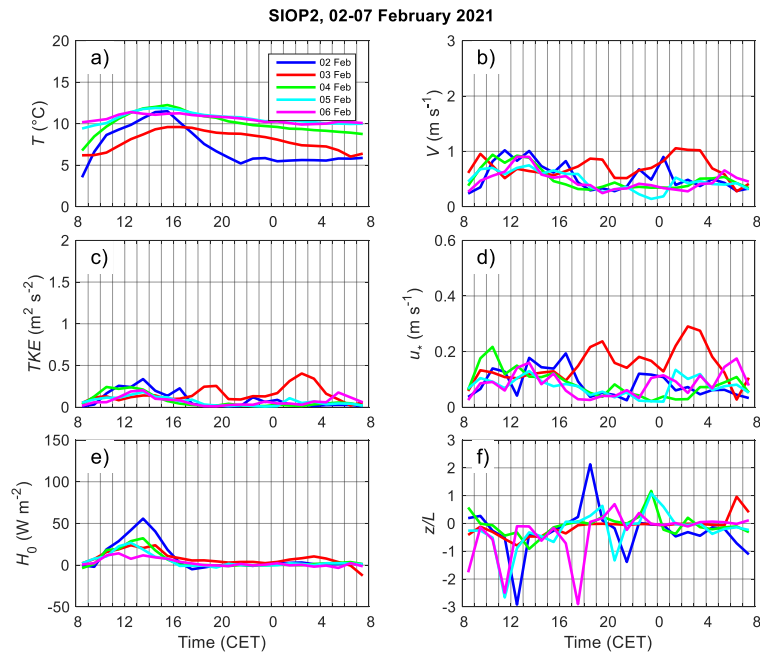 SIOP2, 02-07 February 2021
a)
20
15
10
5
0
T (°C)
8 12 16 20 0 4 8
02 Feb
03 Feb
04 Feb
05 Feb
06 Feb
b)
3
2
1
0
V (m s-1)
8 12 16 20 0 4 8
c)
2
1.5
1
0.5
0
TKE (m2 s-2)
8 12 16 20 0 4 8
d)
0.6
0.4
0.2
0
u* (m s-1)
8 12 16 20 0 4 8
e)
150
100
50
0
-50
H0 (W m-2)
8 12 16 20 0 4 8
Time (CET)
f)
3
2
1
0
-1
-2
-3
z/L
8 12 16 20 0 4 8
Time (CET)